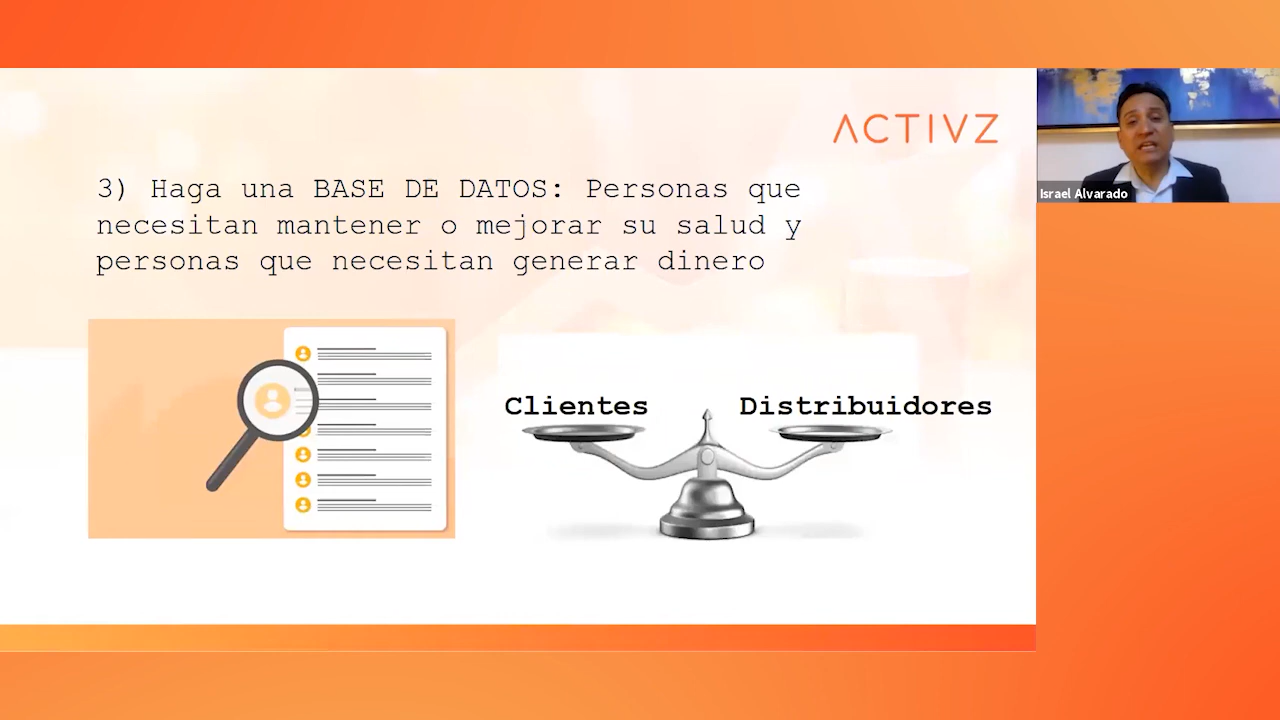 ACTIVZ
Israel Alvarado
3) Haga una BASE DE DATOS: Personas que
necesitan mantener o mejorar su salud y
personas que necesitan generar dinero
Clientes
Distribuidores